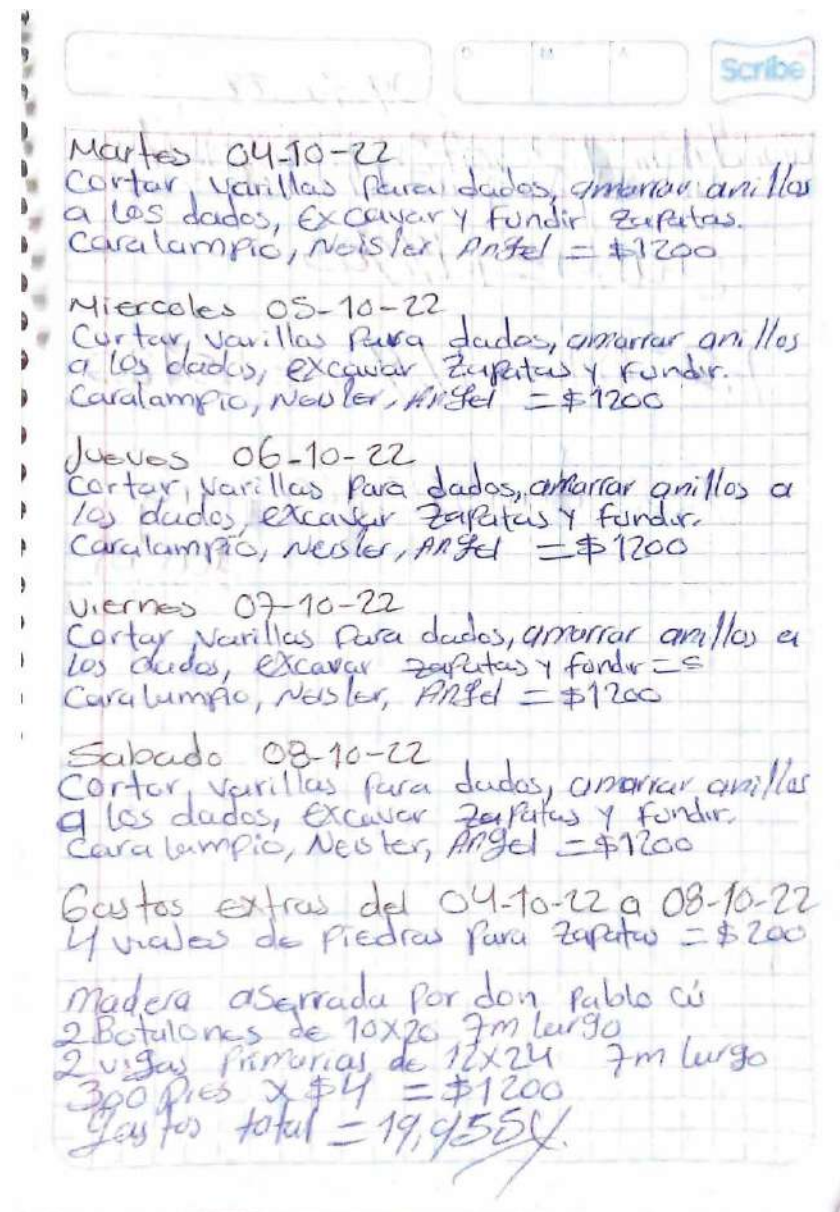 D M A
Scribe
Martes 04-10-22
Cortar, varillas para dados, amarrar anillos
a los dados, excavar y fundir zapatas.
Caralampio, Neisler, Angel = $1200
Miercoles 05-10-22
Cortar, varillas para dados, amarrar anillos
a los dados, excavar zapatas y fundir.
Caralampio, Neisler, Angel = $1200
Jueves 06-10-22
Cortar, varillas para dados, amarrar anillos a
los dados, excavar zapatas y fundir.
Caralampio, Neisler, Angel = $1200
Viernes 07-10-22
Cortar, varillas para dados, amarrar anillos a
los dados, excavar zapatas y fundir = s
Caralampio, Neisler, Angel = $1200
Sabado 08-10-22
Cortar, varillas para dados, amarrar anillos
a los dados, excavar zapatas y fundir.
Caralampio, Neisler, Angel = $1200
Gastos extras del 04-10-22 a 08-10-22
4 viajes de piedras para zapatas = $200
Madera aserrada por don Pablo Cú
2 Botalones de 10x20 7m largo
2 vigas primarias de 12x24 7m largo
300 pies x $4 = $1200
gastos total = 19,955